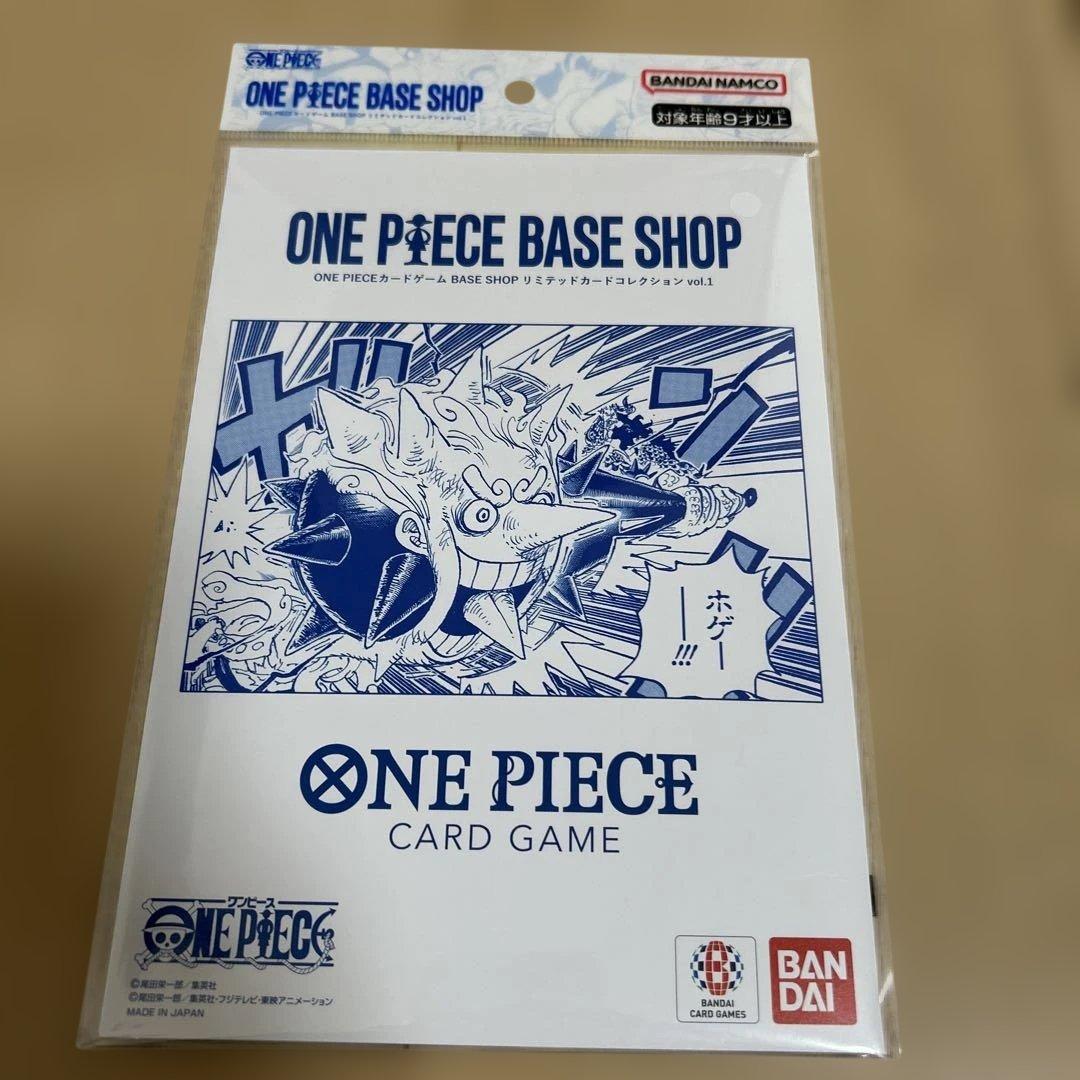 ONE PIECE
ONE PIECE BASE SHOP
ONE PIECEカードゲーム BASE SHOP リミテッドカードコレクション vol.1
BANDAI NAMCO
対象年齢9才以上
ONE PIECE BASE SHOP
ONE PIECEカードゲーム BASE SHOP リミテッドカードコレクション vol.1
ホゲー
ーー!!!
ONE PIECE
CARD GAME
ワンピース
ONE PIECE
©尾田栄一郎／集英社
©尾田栄一郎／集英社・フジテレビ・東映アニメーション
MADE IN JAPAN
B
BANDAI
CARD GAMES
BAN
DAI